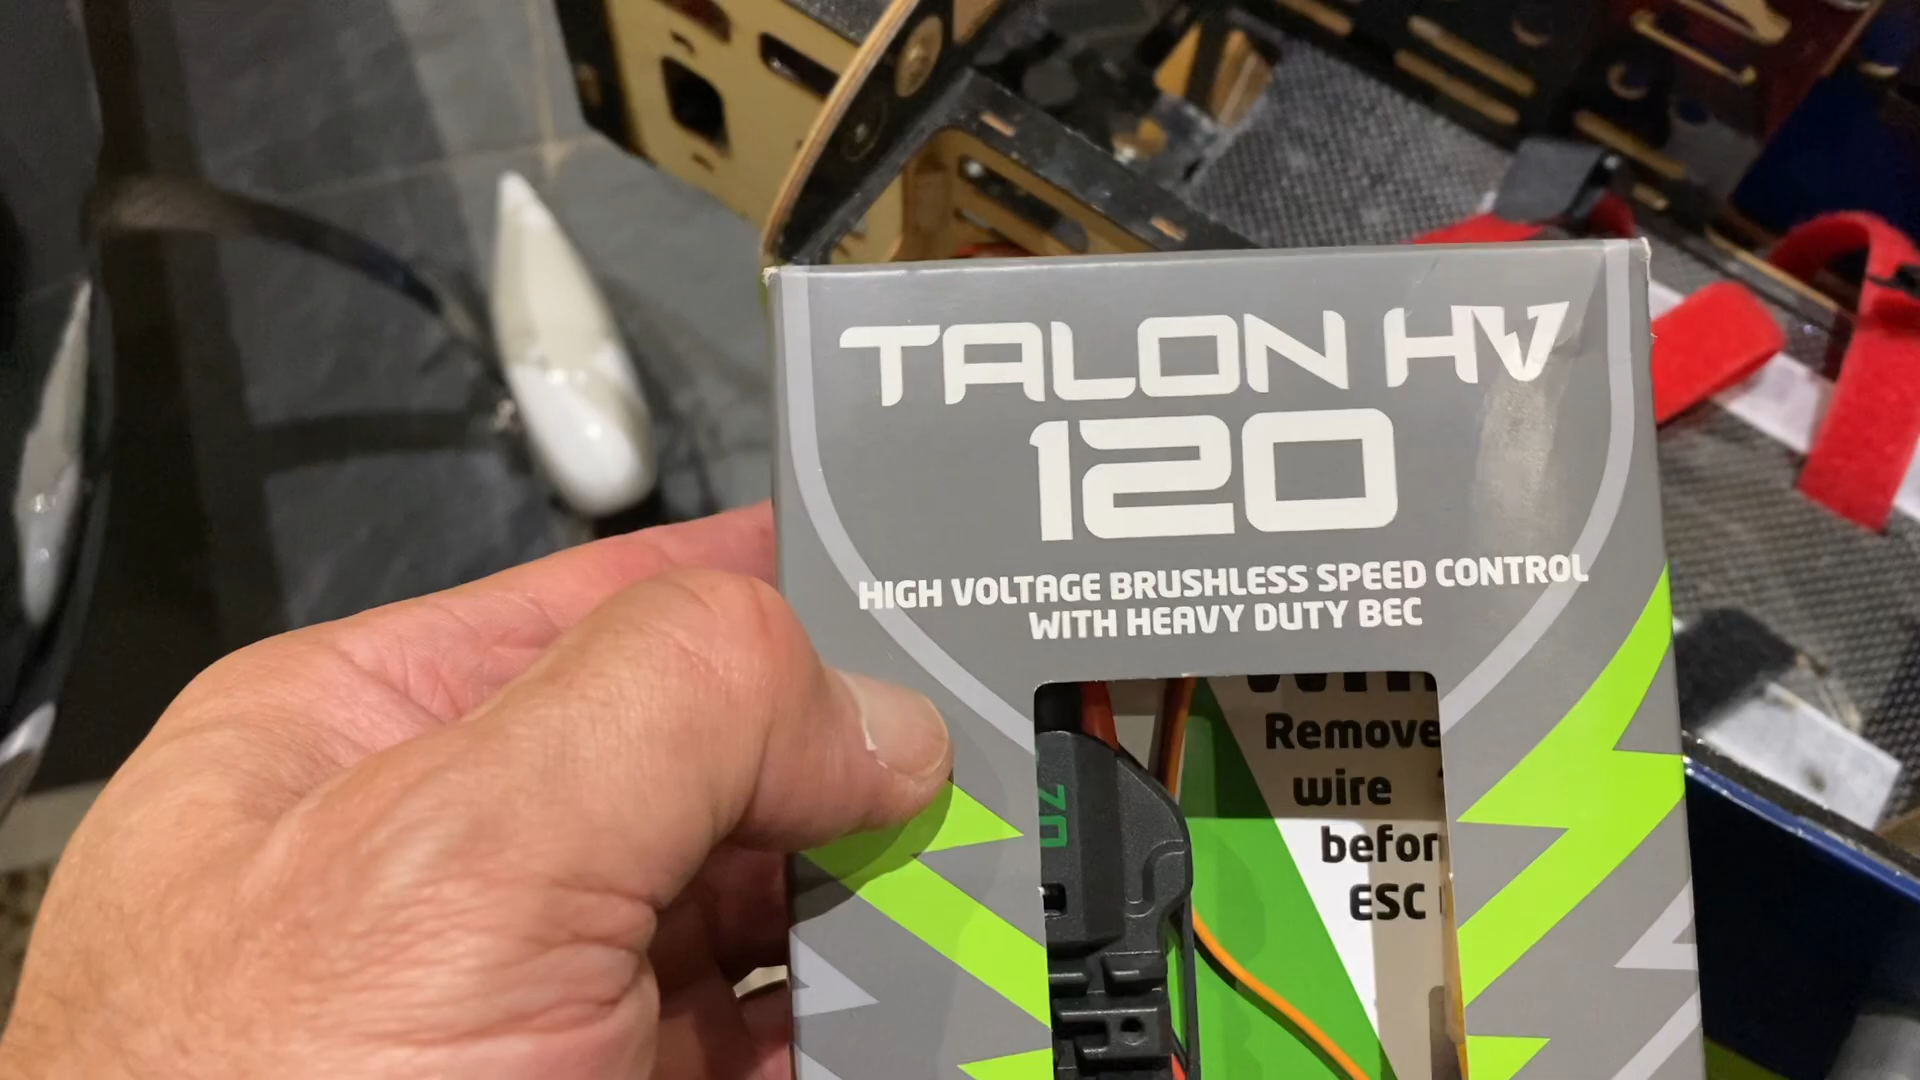 TALON HV
120
HIGH VOLTAGE BRUSHLESS SPEED CONTROL
WITH HEAVY DUTY BEC
Remove
wire
befor
ESC